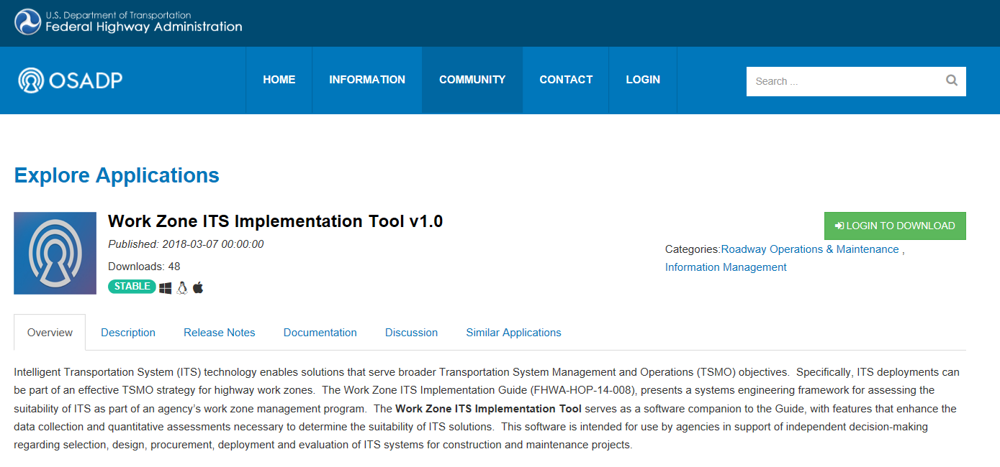 U.S. Department of Transportation
Federal Highway Administration
OSADP
HOME
INFORMATION
COMMUNITY
CONTACT
LOGIN
Search ...
Explore Applications
Work Zone ITS Implementation Tool v1.0
Published: 2018-03-07 00:00:00
Downloads: 48
STABLE
LOGIN TO DOWNLOAD
Categories:Roadway Operations & Maintenance ,
Information Management
Overview
Description
Release Notes
Documentation
Discussion
Similar Applications
Intelligent Transportation System (ITS) technology enables solutions that serve broader Transportation System Management and Operations (TSMO) objectives.  Specifically, ITS deployments can
be part of an effective TSMO strategy for highway work zones.  The Work Zone ITS Implementation Guide (FHWA-HOP-14-008), presents a systems engineering framework for assessing the
suitability of ITS as part of an agency’s work zone management program.  The Work Zone ITS Implementation Tool serves as a software companion to the Guide, with features that enhance the
data collection and quantitative assessments necessary to determine the suitability of ITS solutions.  This software is intended for use by agencies in support of independent decision-making
regarding selection, design, procurement, deployment and evaluation of ITS systems for construction and maintenance projects.